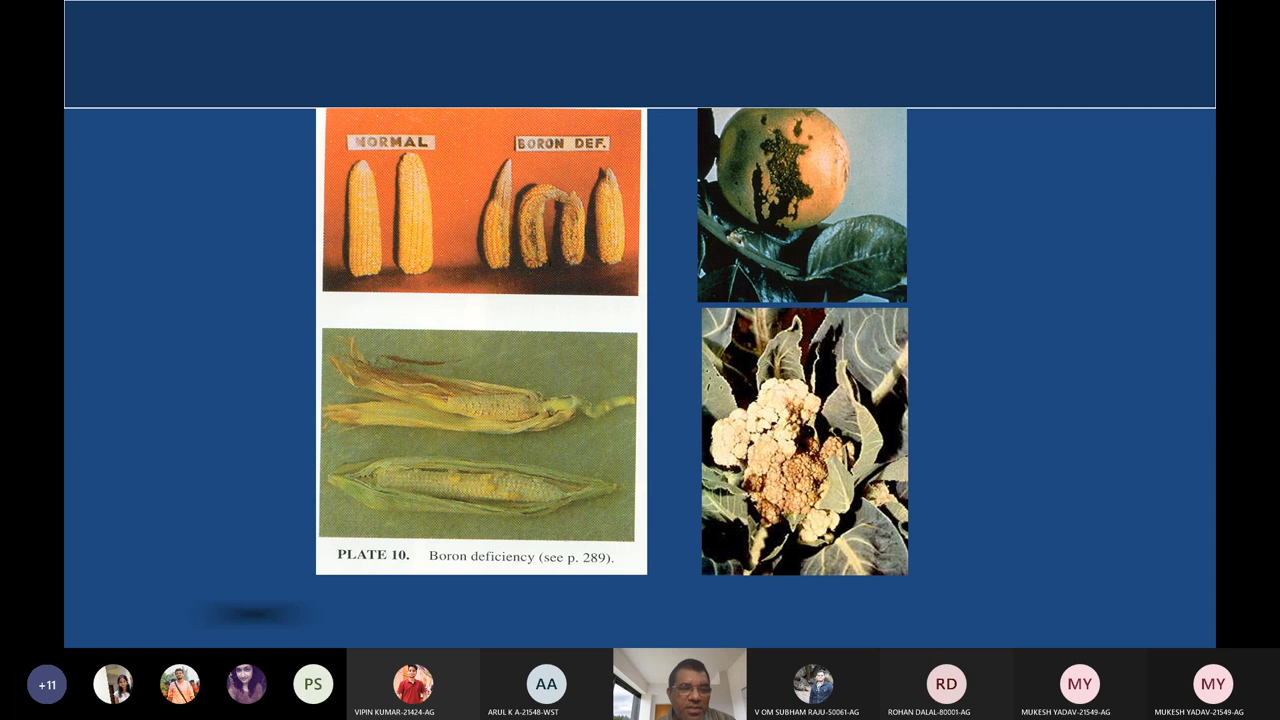 NORMAL
BORON DEF.
PLATE 10. Boron deficiency (see p. 289).
+11
PS
AA
RD
MY
MY
VIPIN KUMAR-21424-AG
ARUL K A-21548-WST
V OM SUBHAM RAJU-50061-AG
ROHAN DALAL-80001-AG
MUKESH YADAV-21549-AG
MUKESH YADAV-21549-AG